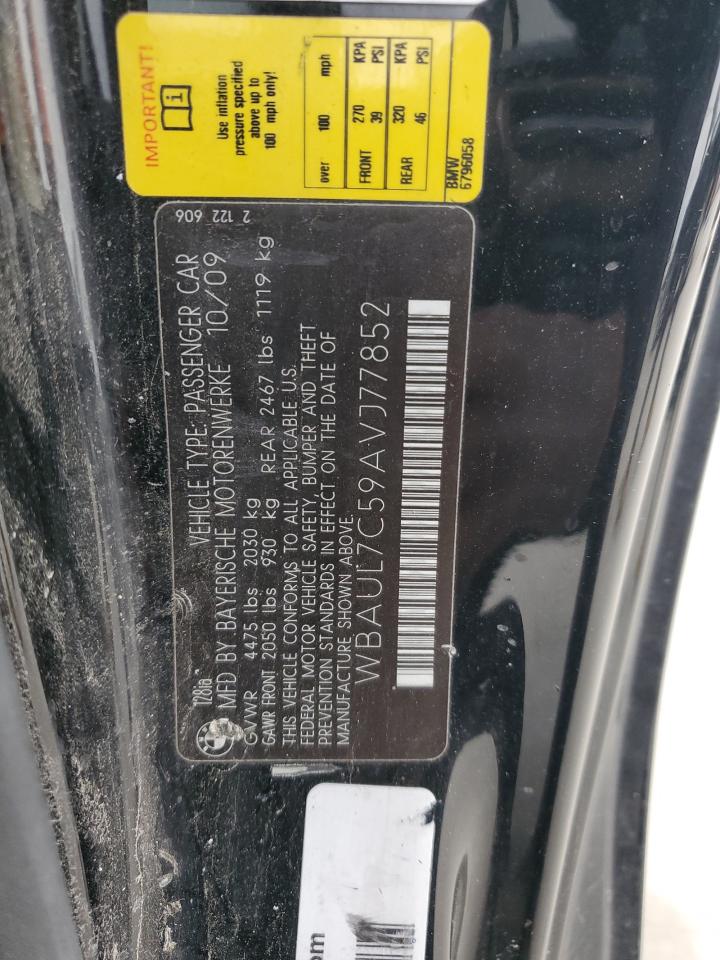 128ia
VEHICLE TYPE: PASSENGER CAR
MFD BY BAYERISCHE MOTORENWERKE 10/09
GVWR 4475 lbs 2030 kg
GAWR FRONT 2050 lbs 930 kg REAR 2467 lbs 1119 kg
THIS VEHICLE CONFORMS TO ALL APPLICABLE U.S.
FEDERAL MOTOR VEHICLE SAFETY, BUMPER AND THEFT
PREVENTION STANDARDS IN EFFECT ON THE DATE OF
MANUFACTURE SHOWN ABOVE
WBAUL7C59AVJ77852
2 122 606
IMPORTANT!
i
Use inflation
pressure specified
above up to
100 mph only!
over 100 mph
FRONT 270 KPA
39 PSI
REAR 320 KPA
46 PSI
BMW
6796058
om